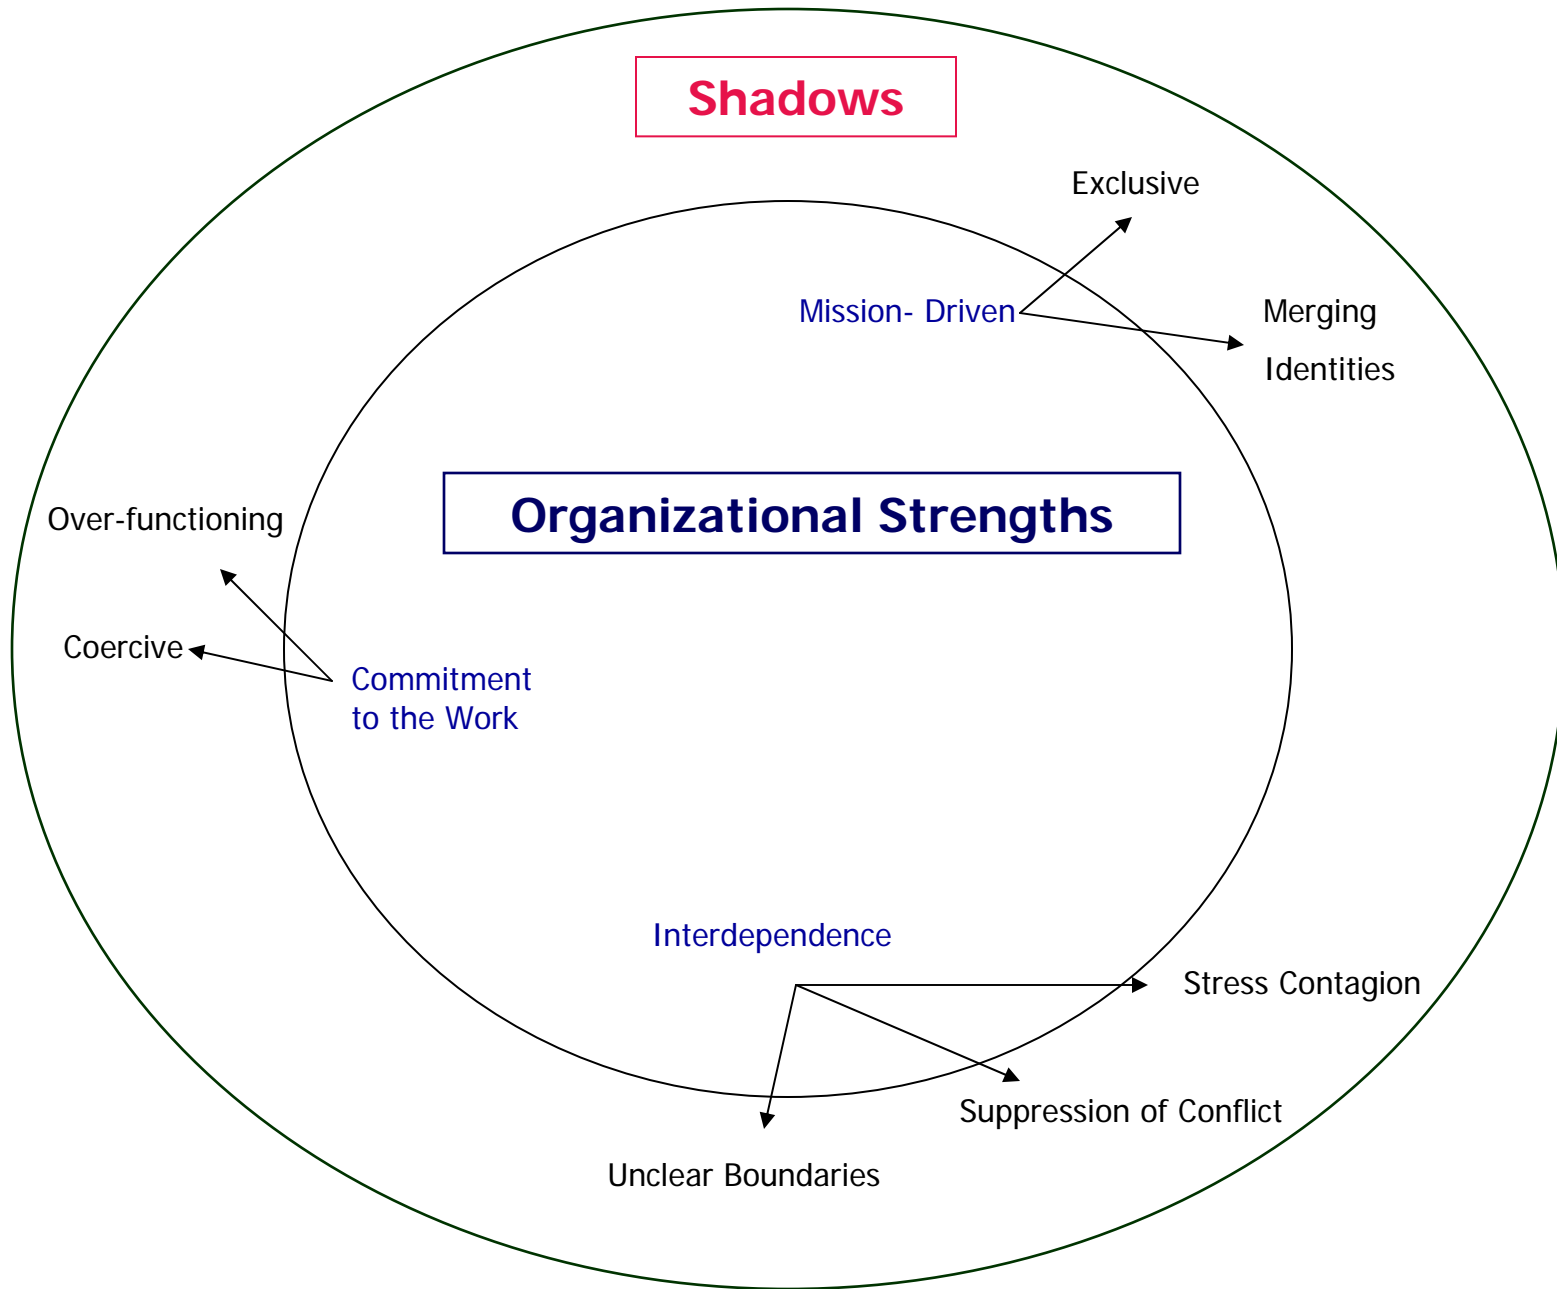 Shadows
Exclusive
Mission- Driven
Merging
Identities
Organizational Strengths
Over-functioning
Coercive
Commitment
to the Work
Interdependence
Stress Contagion
Suppression of Conflict
Unclear Boundaries